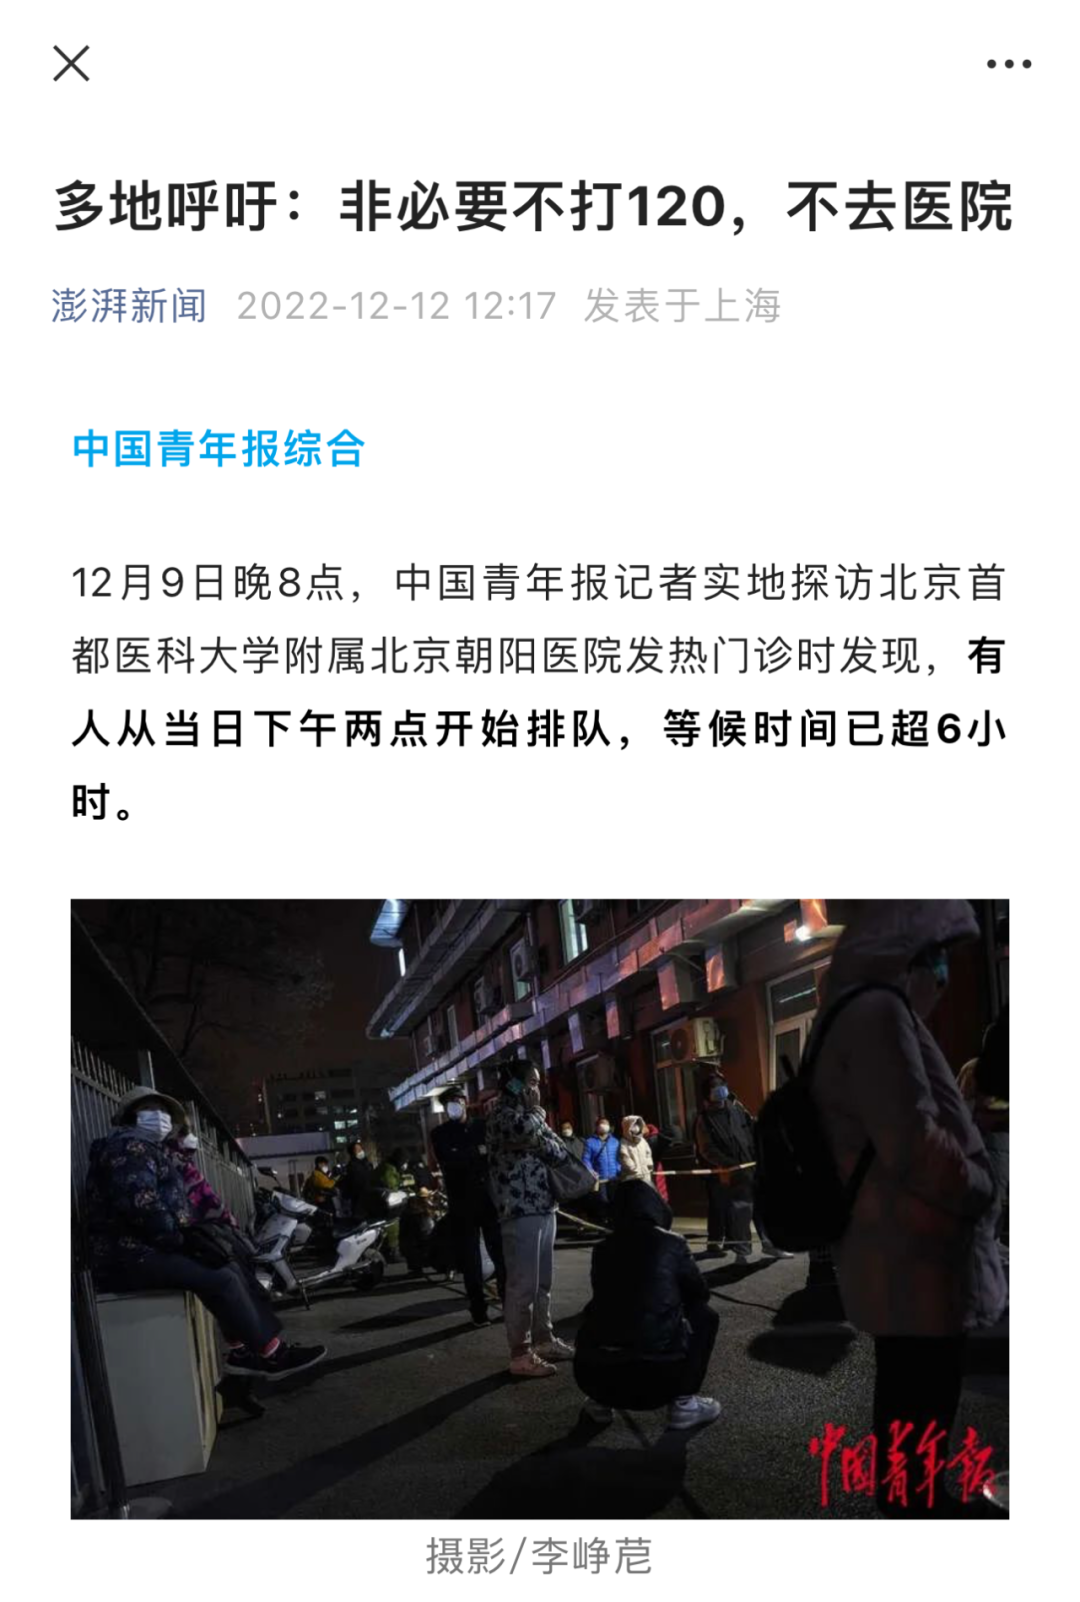 多地呼吁：非必要不打120，不去医院
澎湃新闻 2022-12-12 12:17 发表于上海
中国青年报综合
12月9日晚8点，中国青年报记者实地探访北京首
都医科大学附属北京朝阳医院发热门诊时发现，有
人从当日下午两点开始排队，等候时间已超6小
时。
中国青年报
摄影/李峥苨